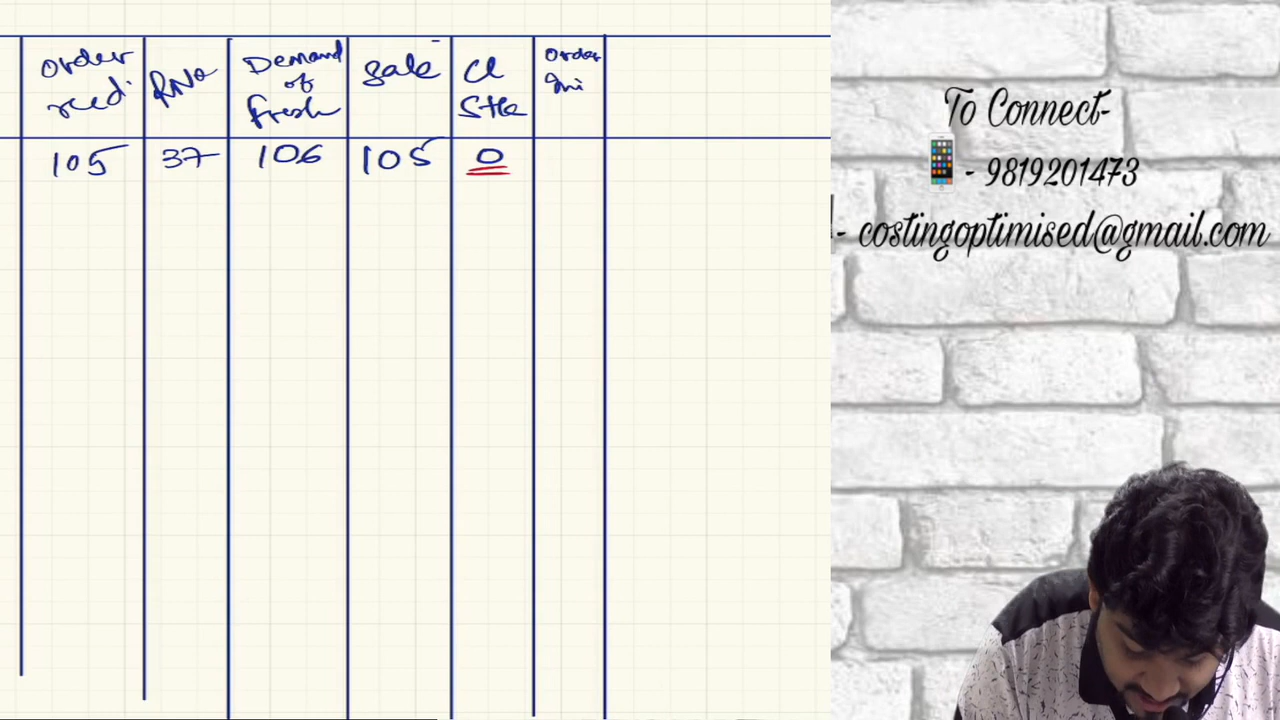 Order
recd.
RNo
Demand
of
Fresh
Sale
Cl
Stk
Order
105
37
106
105
0
To Connect-
- 9819201473
- costingoptimised@gmail.com